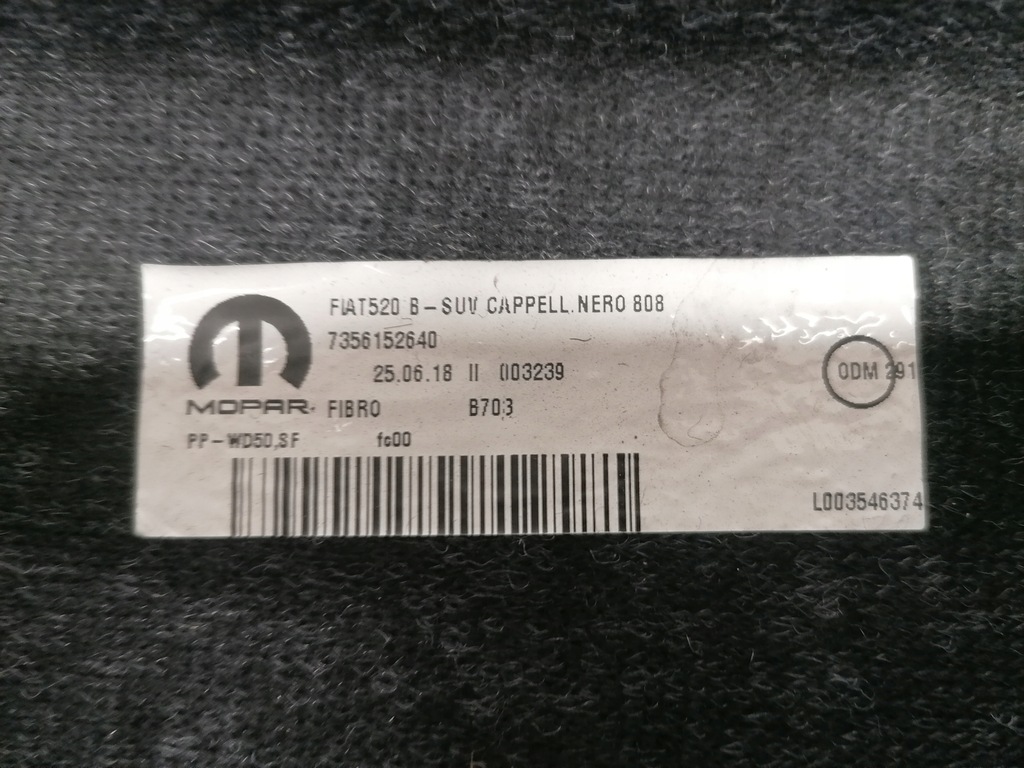 FIAT520 B-SUV CAPPELL.NERO 808
7356152640
25.06.18 II 003239
ODM 291
MOPAR. FIBRO B703
PP-WD50,SF fc00
L003546374